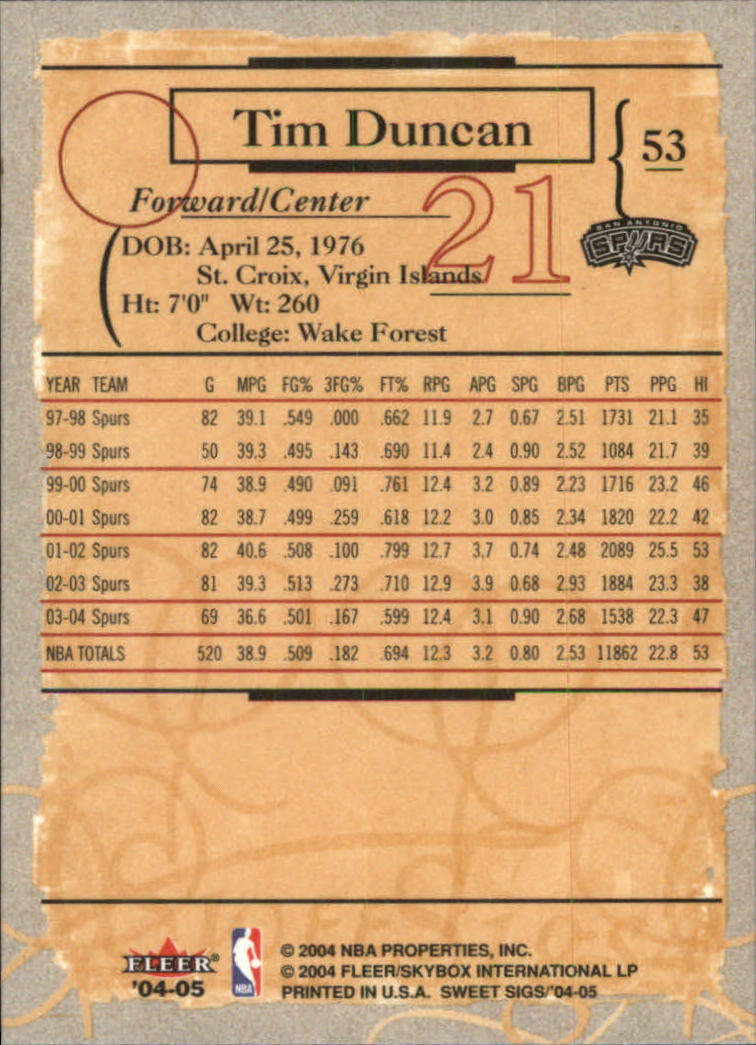 Tim Duncan
53
Forward/Center
21
SAN ANTONIO
SPURS
DOB: April 25, 1976
St. Croix, Virgin Islands
Ht: 7'0" Wt: 260
College: Wake Forest
YEAR TEAM G MPG FG% 3FG% FT% RPG APG SPG BPG PTS PPG HI
97-98 Spurs 82 39.1 .549 .000 .662 11.9 2.7 0.67 2.51 1731 21.1 35
98-99 Spurs 50 39.3 .495 .143 .690 11.4 2.4 0.90 2.52 1084 21.7 39
99-00 Spurs 74 38.9 .490 .091 .761 12.4 3.2 0.89 2.23 1716 23.2 46
00-01 Spurs 82 38.7 .499 .259 .618 12.2 3.0 0.85 2.34 1820 22.2 42
01-02 Spurs 82 40.6 .508 .100 .799 12.7 3.7 0.74 2.48 2089 25.5 53
02-03 Spurs 81 39.3 .513 .273 .710 12.9 3.9 0.68 2.93 1884 23.3 38
03-04 Spurs 69 36.6 .501 .167 .599 12.4 3.1 0.90 2.68 1538 22.3 47
NBA TOTALS 520 38.9 .509 .182 .694 12.3 3.2 0.80 2.53 11862 22.8 53
FLEER®
'04-05
NBA
© 2004 NBA PROPERTIES, INC.
© 2004 FLEER/SKYBOX INTERNATIONAL LP
PRINTED IN U.S.A. SWEET SIGS/'04-05